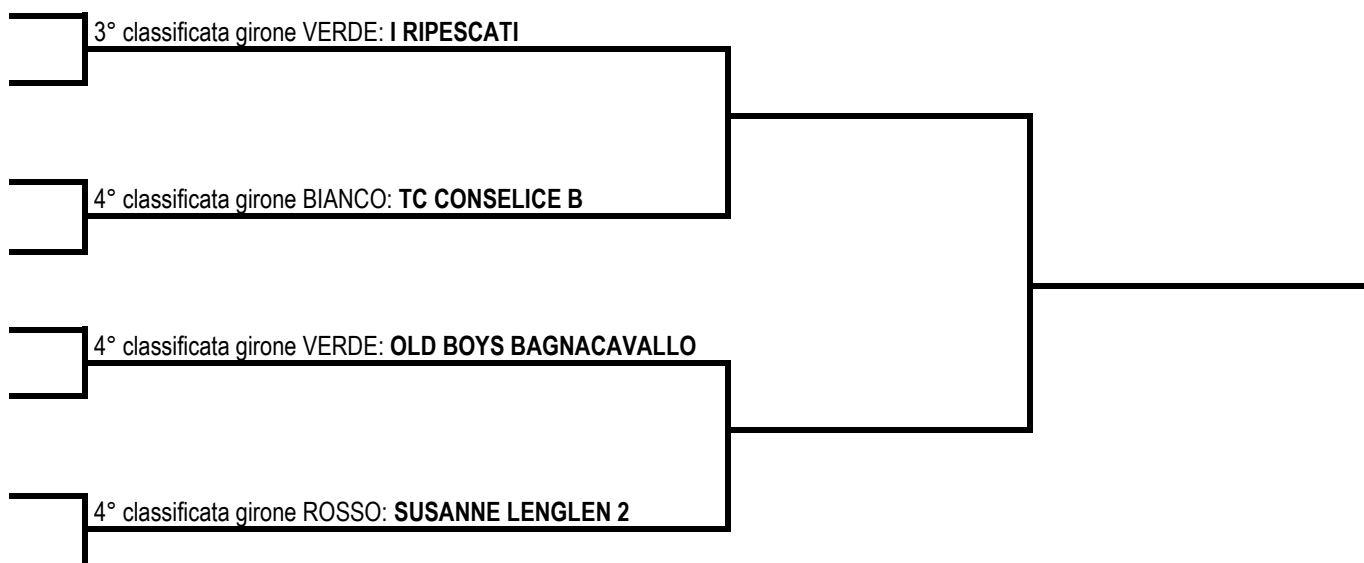 3° classificata girone VERDE: I RIPESCATI
4° classificata girone BIANCO: TC CONSELICE B
4° classificata girone VERDE: OLD BOYS BAGNACAVALLO
4° classificata girone ROSSO: SUSANNE LENGLEN 2